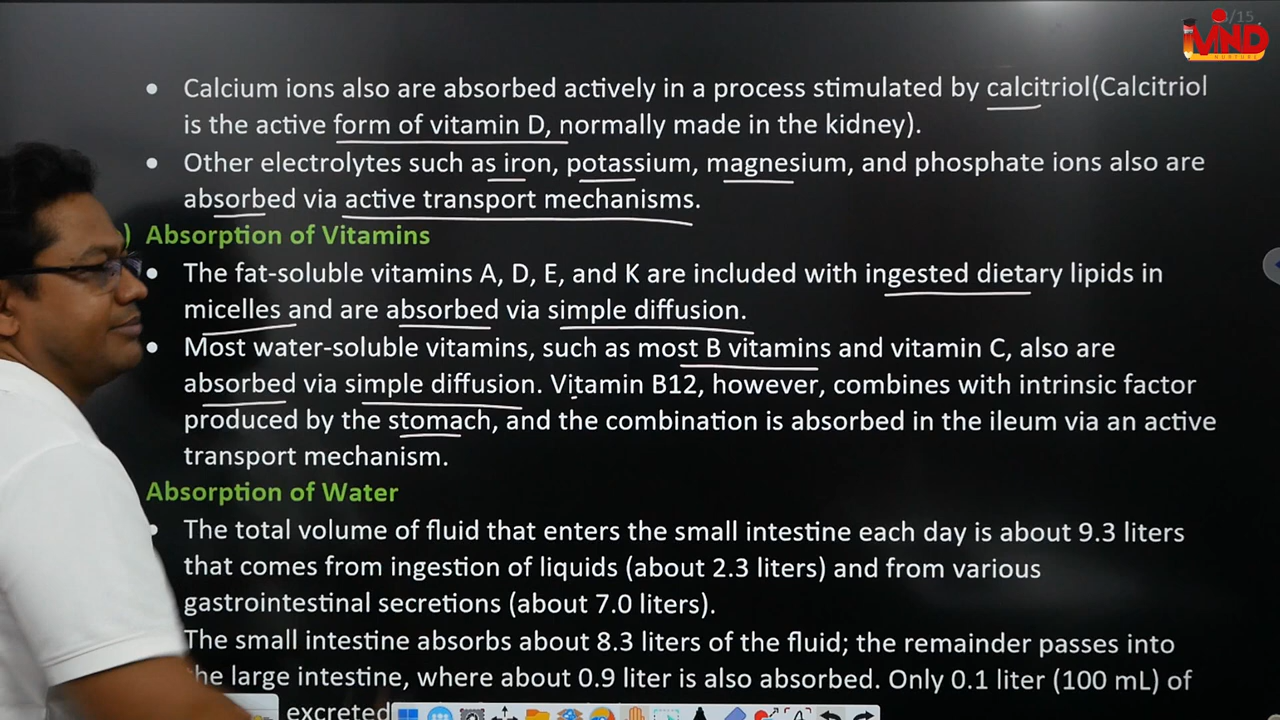 3/15
MND
NURTURE
• Calcium ions also are absorbed actively in a process stimulated by calcitriol(Calcitriol
is the active form of vitamin D, normally made in the kidney).
• Other electrolytes such as iron, potassium, magnesium, and phosphate ions also are
absorbed via active transport mechanisms.
) Absorption of Vitamins
• The fat-soluble vitamins A, D, E, and K are included with ingested dietary lipids in
micelles and are absorbed via simple diffusion.
• Most water-soluble vitamins, such as most B vitamins and vitamin C, also are
absorbed via simple diffusion. Vitamin B12, however, combines with intrinsic factor
produced by the stomach, and the combination is absorbed in the ileum via an active
transport mechanism.
Absorption of Water
• The total volume of fluid that enters the small intestine each day is about 9.3 liters
that comes from ingestion of liquids (about 2.3 liters) and from various
gastrointestinal secretions (about 7.0 liters).
The small intestine absorbs about 8.3 liters of the fluid; the remainder passes into
the large intestine, where about 0.9 liter is also absorbed. Only 0.1 liter (100 mL) of
excreted